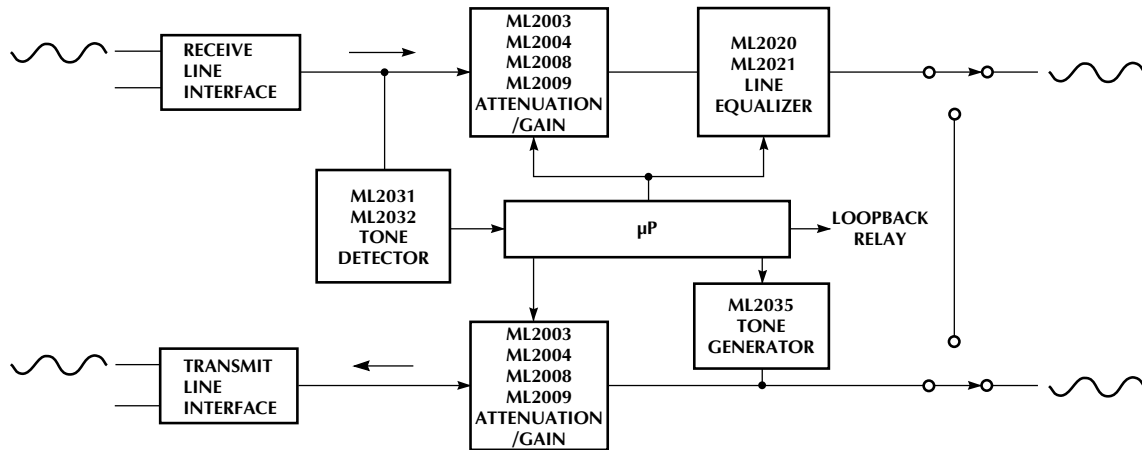 RECEIVE
LINE
INTERFACE
ML2003
ML2004
ML2008
ML2009
ATTENUATION
/GAIN
ML2020
ML2021
LINE
EQUALIZER
ML2031
ML2032
TONE
DETECTOR
µP
LOOPBACK
RELAY
ML2035
TONE
GENERATOR
TRANSMIT
LINE
INTERFACE
ML2003
ML2004
ML2008
ML2009
ATTENUATION
/GAIN